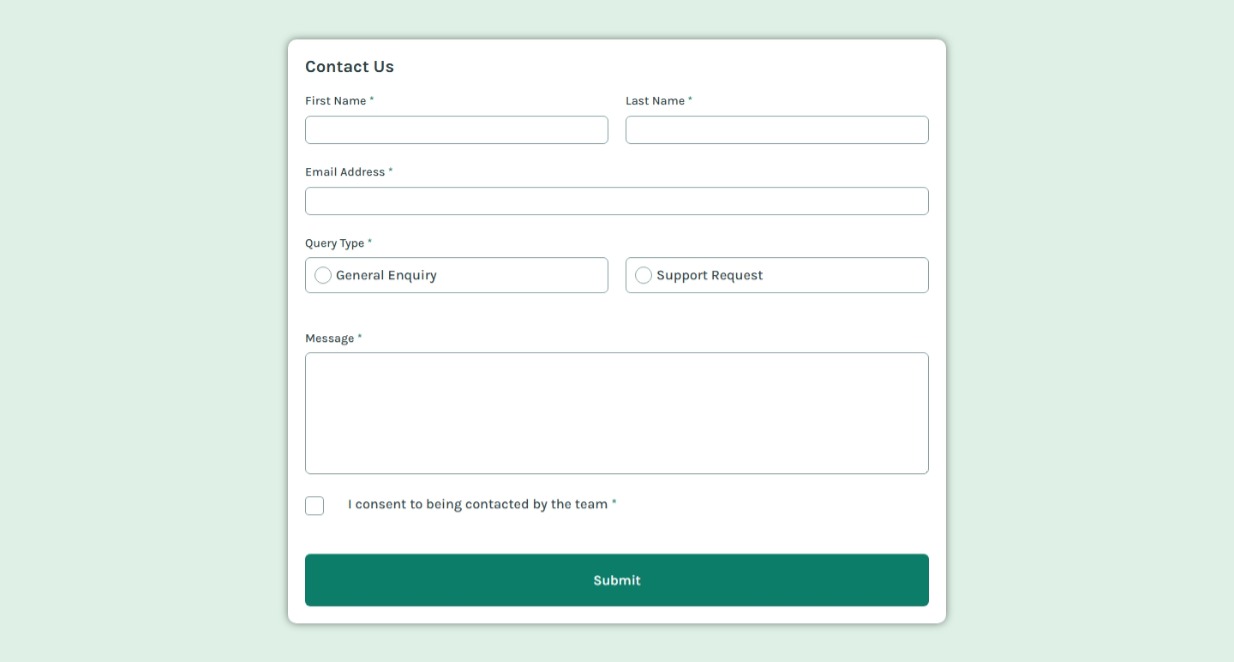 Contact Us
First Name * Last Name *
Email Address *
Query Type *
General Enquiry Support Request
Message *
I consent to being contacted by the team *
Submit